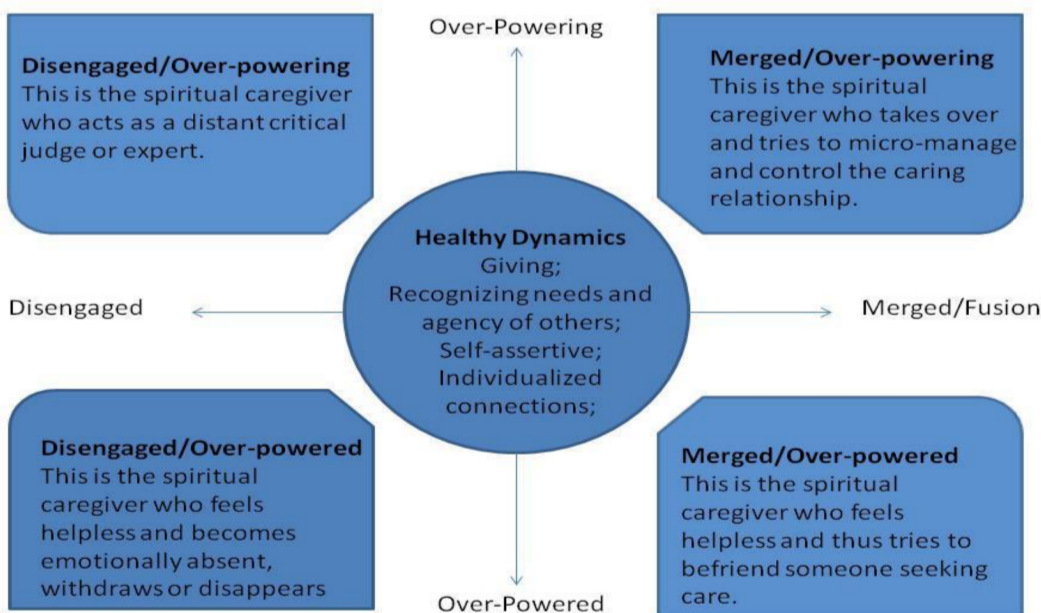 Over-Powering
Disengaged/Over-powering
This is the spiritual caregiver
who acts as a distant critical
judge or expert.
Merged/Over-powering
This is the spiritual
caregiver who takes over
and tries to micro-manage
and control the caring
relationship.
Healthy Dynamics
Giving;
Recognizing needs and
agency of others;
Self-assertive;
Individualized
connections;
Disengaged
Merged/Fusion
Disengaged/Over-powered
This is the spiritual
caregiver who feels
helpless and becomes
emotionally absent,
withdraws or disappears
Merged/Over-powered
This is the spiritual
caregiver who feels
helpless and thus tries to
befriend someone seeking
care.
Over-Powered